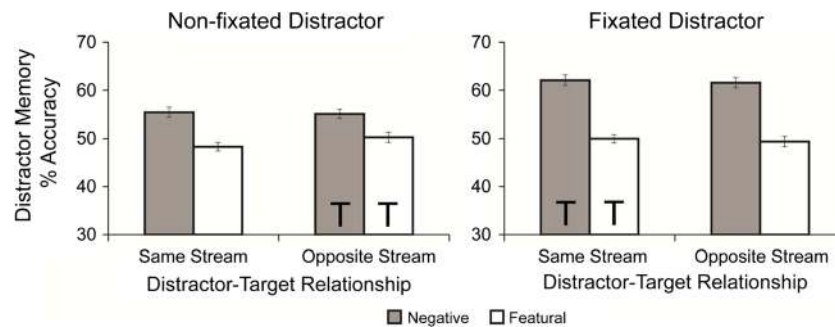 Non-fixated Distractor
Fixated Distractor
Distractor Memory
% Accuracy
70
60
50
40
30
T T
Same Stream
Opposite Stream
Distractor-Target Relationship
70
60
50
40
30
T T
Same Stream
Opposite Stream
Distractor-Target Relationship
Negative
Featural